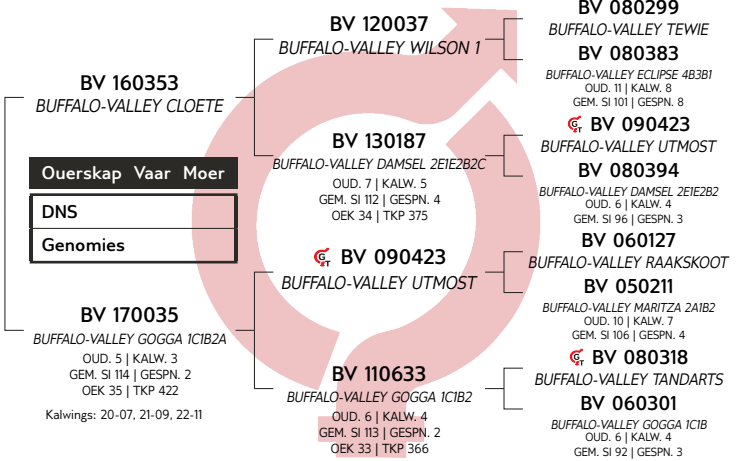 BV 160353
BUFFALO-VALLEY CLOETE
Ouerskap Vaar Moer
DNS
Genomies
BV 170035
BUFFALO-VALLEY GOGGA 1C1B2A
OUD. 5 | KALW. 3
GEM. SI 114 | GESPN. 2
OEK 35 | TKP 422
Kalwings: 20-07, 21-09, 22-11
BV 120037
BUFFALO-VALLEY WILSON 1
BV 130187
BUFFALO-VALLEY DAMSEL 2E1E2B2C
OUD. 7 | KALW. 5
GEM. SI 112 | GESPN. 4
OEK 34 | TKP 375
GT BV 090423
BUFFALO-VALLEY UTMOST
BV 110633
BUFFALO-VALLEY GOGGA 1C1B2
OUD. 6 | KALW. 4
GEM. SI 113 | GESPN. 2
OEK 33 | TKP 366
BV 080299
BUFFALO-VALLEY TEWIE
BV 080383
BUFFALO-VALLEY ECLIPSE 4B3B1
OUD. 11 | KALW. 8
GEM. SI 101 | GESPN. 8
GT BV 090423
BUFFALO-VALLEY UTMOST
BV 080394
BUFFALO-VALLEY DAMSEL 2E1E2B2
OUD. 6 | KALW. 4
GEM. SI 96 | GESPN. 3
BV 060127
BUFFALO-VALLEY RAAKSKOOT
BV 050211
BUFFALO-VALLEY MARITZA 2A1B2
OUD. 10 | KALW. 7
GEM. SI 106 | GESPN. 4
GT BV 080318
BUFFALO-VALLEY TANDARTS
BV 060301
BUFFALO-VALLEY GOGGA 1C1B
OUD. 6 | KALW. 4
GEM. SI 92 | GESPN. 3